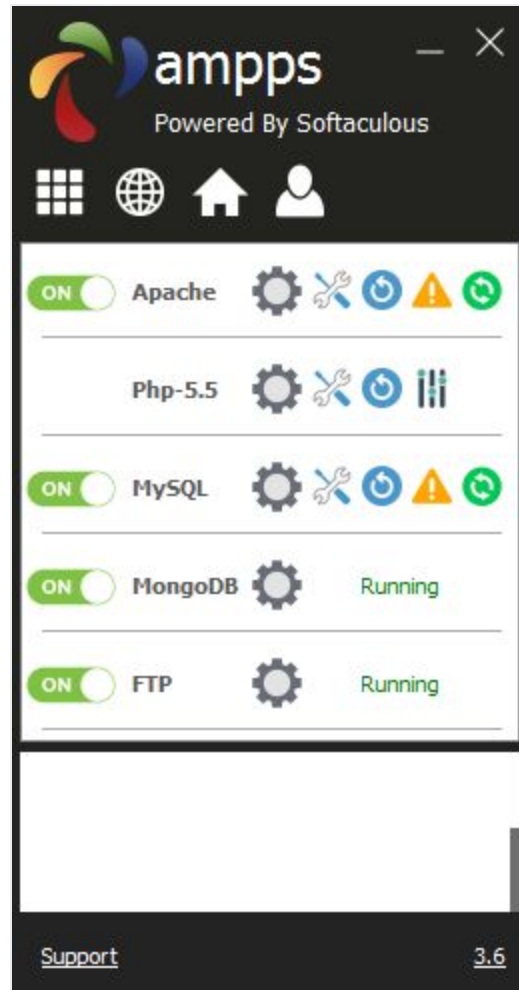 ampps
Powered By Softaculous
ON Apache
Php-5.5
ON MySQL
ON MongoDB Running
ON FTP Running
Support 3.6